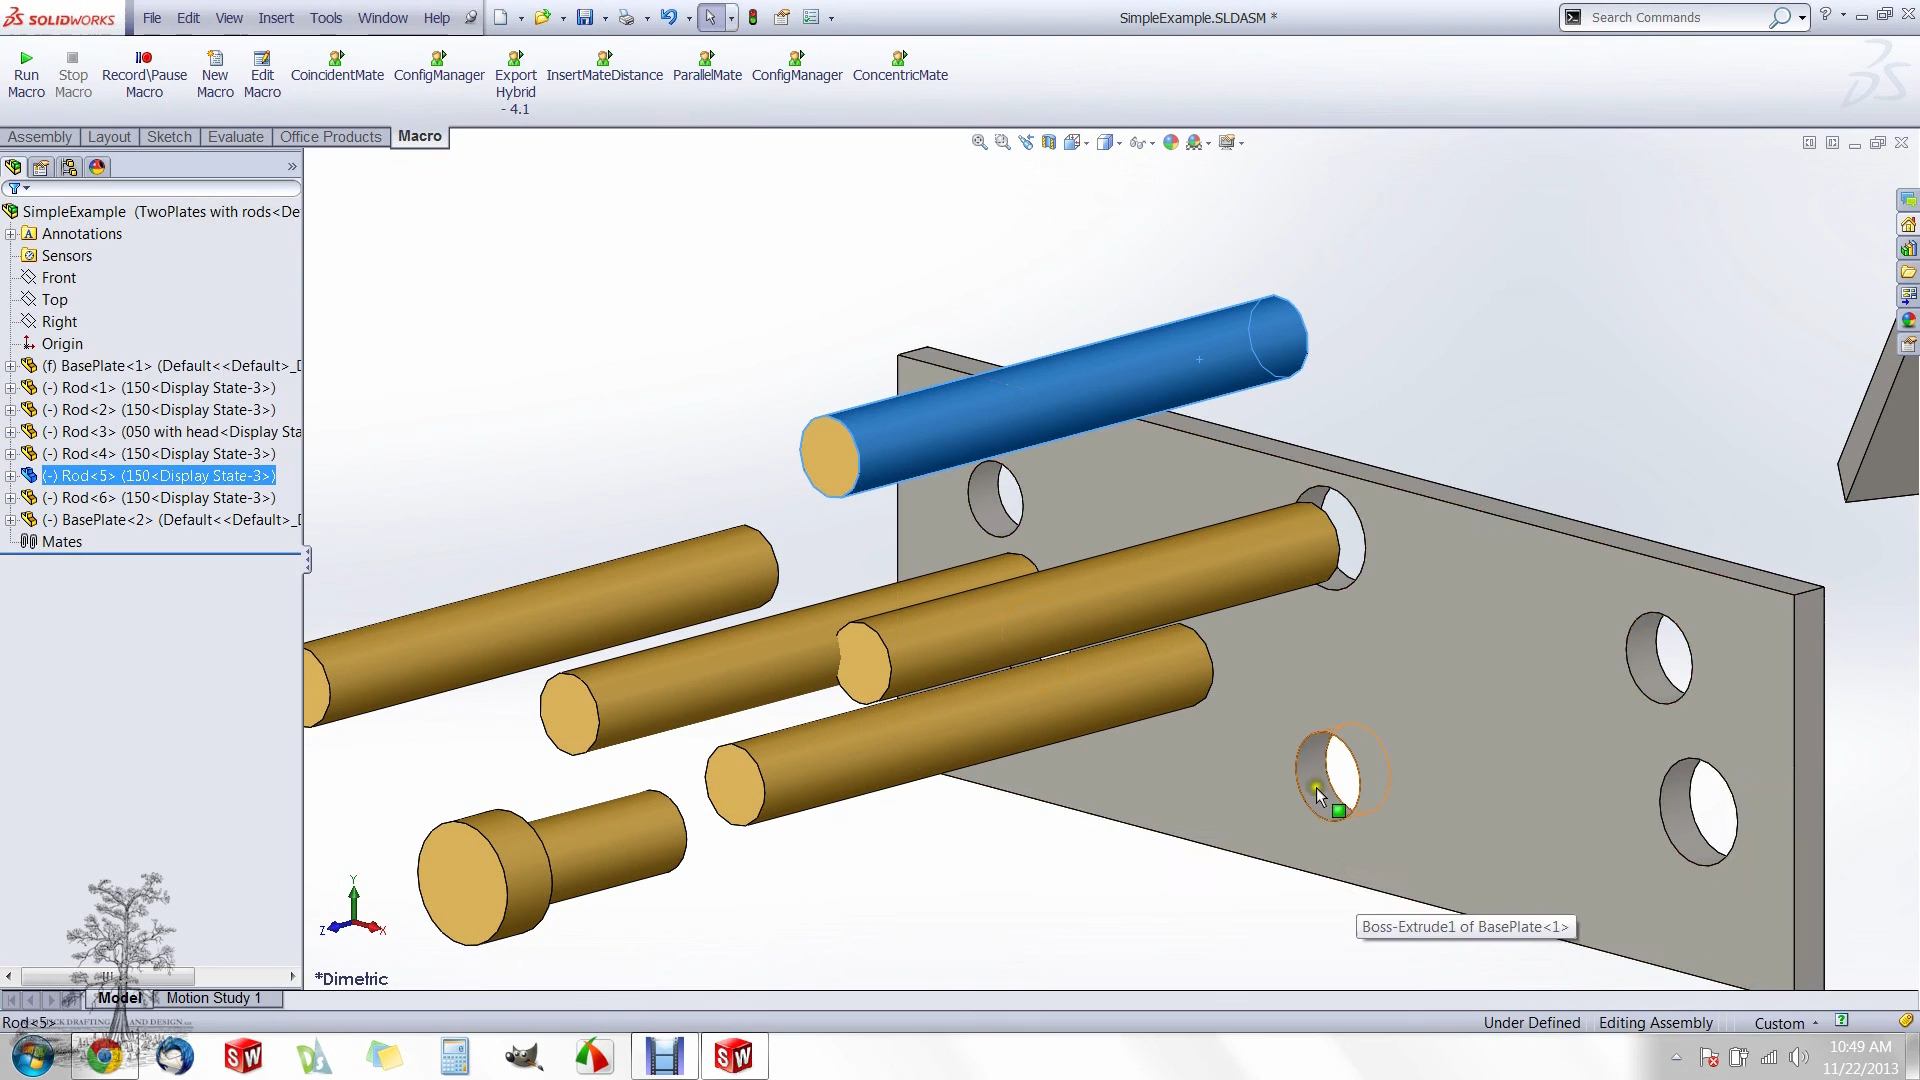 SOLIDWORKS File Edit View Insert Tools Window Help SimpleExample.SLDASM * Search Commands
Run Macro
Stop Macro
Record\Pause Macro
New Macro
Edit Macro
CoincidentMate
ConfigManager
Export Hybrid - 4.1
InsertMateDistance
ParallelMate
ConfigManager
ConcentricMate
Assembly Layout Sketch Evaluate Office Products Macro
SimpleExample (TwoPlates with rods<De
Annotations
Sensors
Front
Top
Right
Origin
(f) BasePlate<1> (Default<<Default>_D
(-) Rod<1> (150<Display State-3>)
(-) Rod<2> (150<Display State-3>)
(-) Rod<3> (050 with head<Display Sta
(-) Rod<4> (150<Display State-3>)
(-) Rod<5> (150<Display State-3>)
(-) Rod<6> (150<Display State-3>)
(-) BasePlate<2> (Default<<Default>_D
Mates
Boss-Extrude1 of BasePlate<1>
Y
Z X
*Dimetric
Model Motion Study 1
Rod<5> DRAFTING AND DESIGN
Under Defined Editing Assembly Custom
10:49 AM
11/22/2013